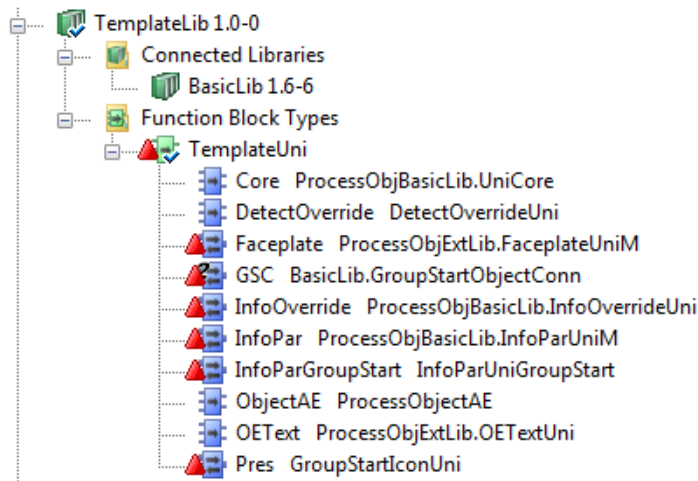 TemplateLib 1.0-0
Connected Libraries
BasicLib 1.6-6
Function Block Types
TemplateUni
Core ProcessObjBasicLib.UniCore
DetectOverride DetectOverrideUni
Faceplate ProcessObjExtLib.FaceplateUniM
GSC BasicLib.GroupStartObjectConn
InfoOverride ProcessObjBasicLib.InfoOverrideUni
InfoPar ProcessObjBasicLib.InfoParUniM
InfoParGroupStart InfoParUniGroupStart
ObjectAE ProcessObjectAE
OEText ProcessObjExtLib.OETextUni
Pres GroupStartIconUni